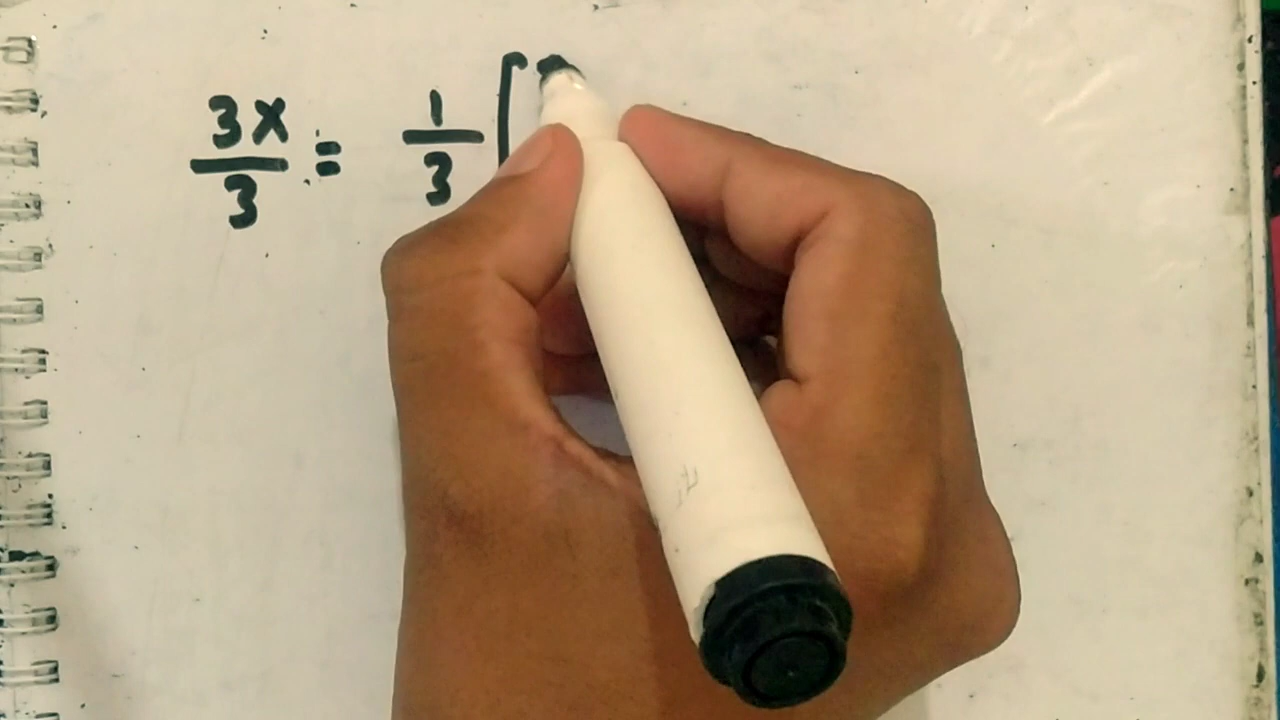 3x/3 = 1/3 [